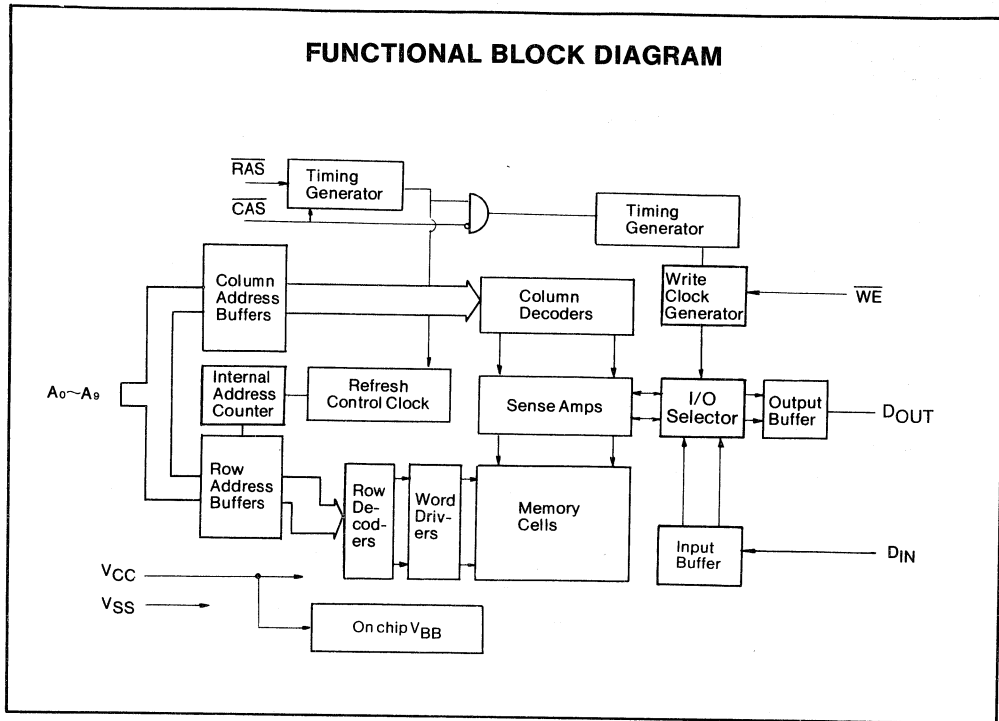 FUNCTIONAL BLOCK DIAGRAM
RAS
CAS
Timing
Generator
Timing
Generator
Column
Address
Buffers
Column
Decoders
Write
Clock
Generator
WE
A0~A9
Internal
Address
Counter
Refresh
Control Clock
Sense Amps
I/O
Selector
Output
Buffer
DOUT
Row
Address
Buffers
Row
De-
cod-
ers
Word
Driv-
ers
Memory
Cells
Input
Buffer
DIN
VCC
VSS
On chip VBB